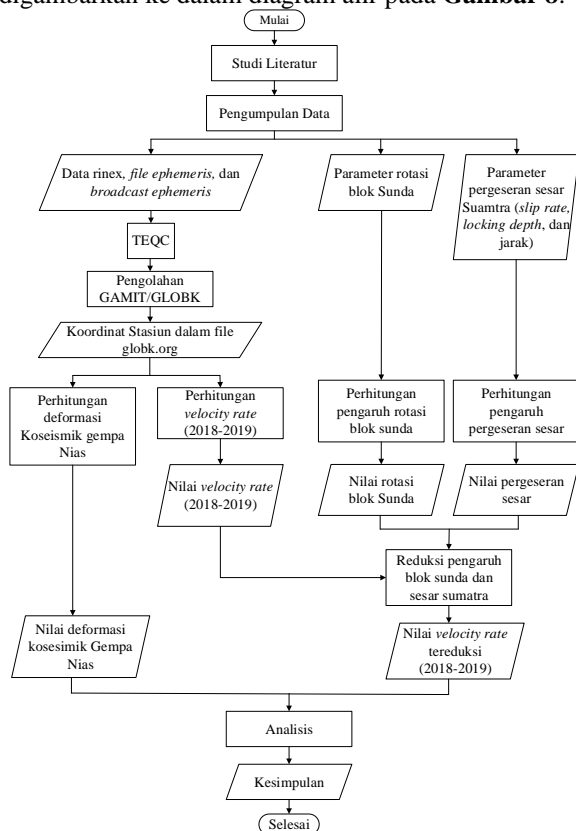 digambarkan ke dalam diagram alir pada Gambar 8.
Mulai
Studi Literatur
Pengumpulan Data
Data rinex, file ephemeris, dan
broadcast ephemeris
Parameter rotasi
blok Sunda
Parameter
pergeseran sesar
Suamtra (slip rate,
locking depth, dan
jarak)
TEQC
Pengolahan
GAMIT/GLOBK
Koordinat Stasiun dalam file
globk.org
Perhitungan
deformasi
Koseismik gempa
Nias
Perhitungan
velocity rate
(2018-2019)
Perhitungan
pengaruh rotasi
blok sunda
Perhitungan
pengaruh
pergeseran sesar
Nilai velocity rate
(2018-2019)
Nilai rotasi
blok Sunda
Nilai pergeseran
sesar
Reduksi pengaruh
blok sunda dan
sesar sumatra
Nilai deformasi
kosesimik Gempa
Nias
Nilai velocity rate
tereduksi
(2018-2019)
Analisis
Kesimpulan
Selesai